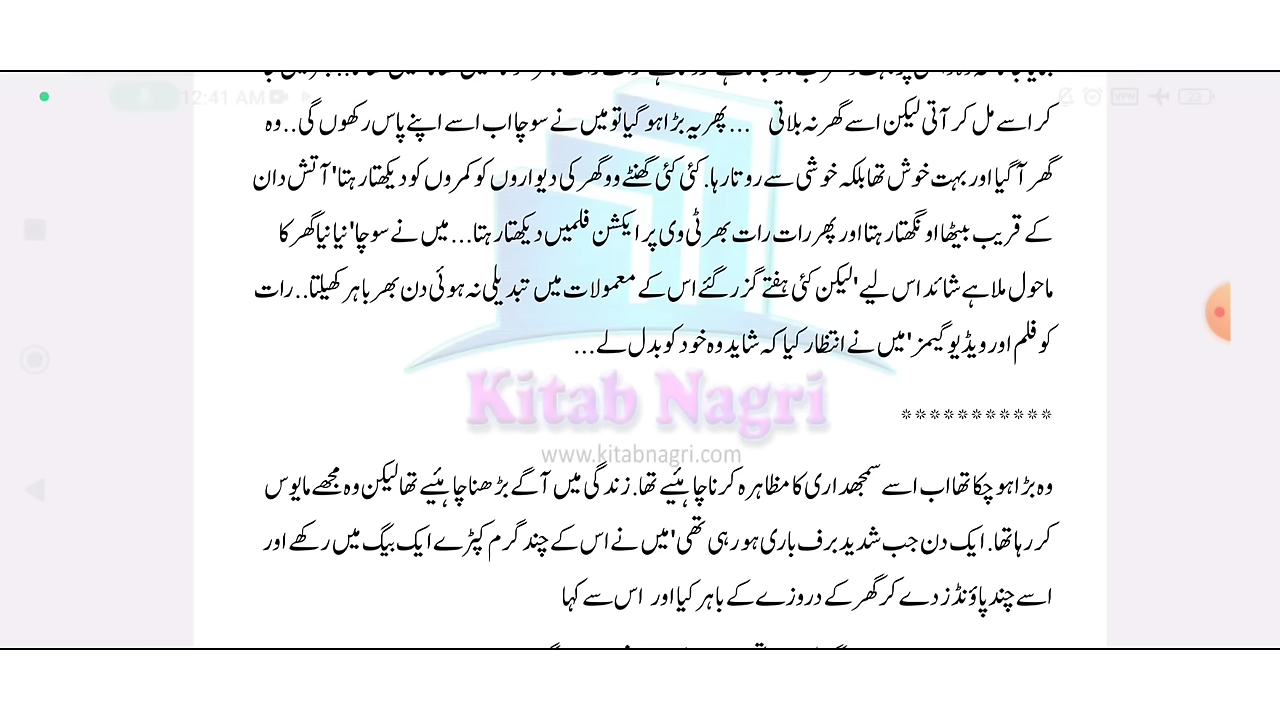 12:41 AM
کر اسے مل کر آتی لیکن اسے گھر نہ بلاتی ... پھر یہ بڑا ہو گیا تو میں نے سوچا اب اسے اپنے پاس رکھوں گی.. وہ
گھر آ گیا اور بہت خوش تھا بلکہ خوشی سے روتا رہا. کئی کئی گھنٹے وو گھر کی دیواروں کو کمروں کو دیکھتا رہتا' آتش دان
کے قریب بیٹھا اونگھتا رہتا اور پھر رات رات بھر ٹی وی پر ایکشن فلمیں دیکھتا رہتا... میں نے سوچا' نیا نیا گھر کا
ماحول ملا ہے شائد اس لیے' لیکن کئی ہفتے گزر گئے اس کے معمولات میں تبدیلی نہ ہوئی دن بھر باہر کھیلتا.. رات
کو فلم اور ویڈیو گیمز' میں نے انتظار کیا کہ شاید وہ خود کو بدل لے...
Kitab Nagri
***********
www.kitabnagri.com
وہ بڑا ہو چکا تھا اب اسے سمجھداری کا مظاہرہ کرنا چاہئیے تھا. زندگی میں آگے بڑھنا چاہئیے تھا لیکن وہ مجھے مایوس
کر رہا تھا. ایک دن جب شدید برف باری ہو رہی تھی' میں نے اس کے چند گرم کپڑے ایک بیگ میں رکھے اور
اسے چند پاؤنڈز دے کر گھر کے دروزے کے باہر کیا اور اس سے کہا